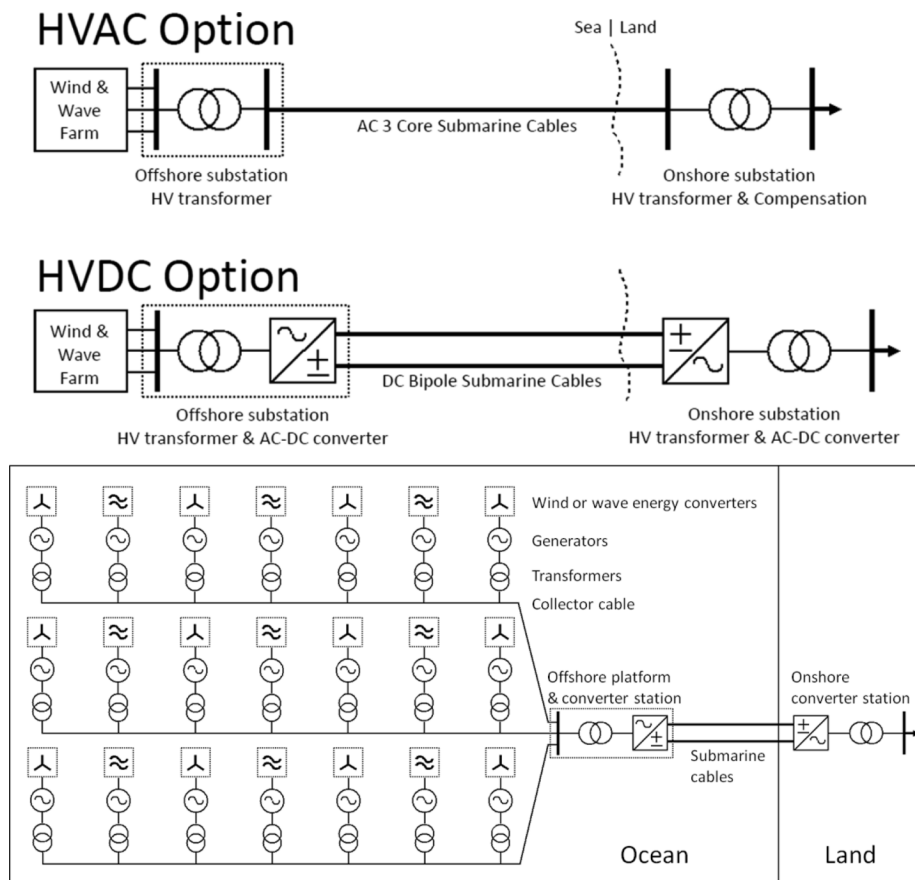 HVAC Option
Sea | Land
Wind &
Wave
Farm
AC 3 Core Submarine Cables
Offshore substation
HV transformer
Onshore substation
HV transformer & Compensation
HVDC Option
Wind &
Wave
Farm
DC Bipole Submarine Cables
Offshore substation
HV transformer & AC-DC converter
Onshore substation
HV transformer & AC-DC converter
Wind or wave energy converters
Generators
Transformers
Collector cable
Offshore platform
& converter station
Onshore
converter station
Submarine
cables
Ocean
Land